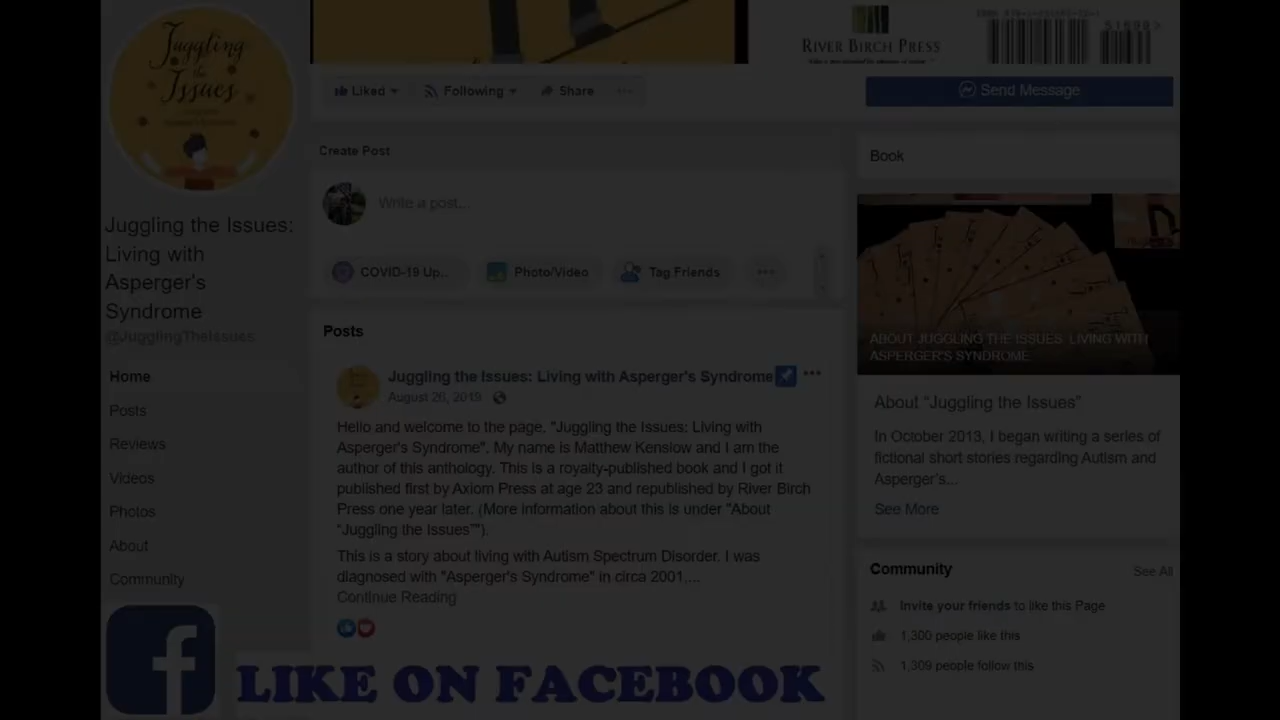 Juggling
the
Issues
RIVER BIRCH PRESS
51899>
Liked
Following
Share
Send Message
Create Post
Write a post...
COVID-19 Up...
Photo/Video
Tag Friends
Book
Juggling the Issues:
Living with
Asperger's
Syndrome
@JugglingTheIssues
Home
Posts
Reviews
Videos
Photos
About
Community
Posts
Juggling the Issues: Living with Asperger's Syndrome
August 26, 2019
Hello and welcome to the page. "Juggling the Issues: Living with
Asperger's Syndrome". My name is Matthew Kenslow and I am the
author of this anthology. This is a royalty-published book and I got it
published first by Axiom Press at age 23 and republished by River Birch
Press one year later. (More information about this is under "About
"Juggling the Issues"").
This is a story about living with Autism Spectrum Disorder. I was
diagnosed with "Asperger's Syndrome" in circa 2001,...
Continue Reading
ABOUT JUGGLING THE ISSUES: LIVING WITH
ASPERGER'S SYNDROME
About "Juggling the Issues"
In October 2013, I began writing a series of
fictional short stories regarding Autism and
Asperger's...
See More
Community
See All
Invite your friends to like this Page
1,300 people like this
1,309 people follow this
f
LIKE ON FACEBOOK